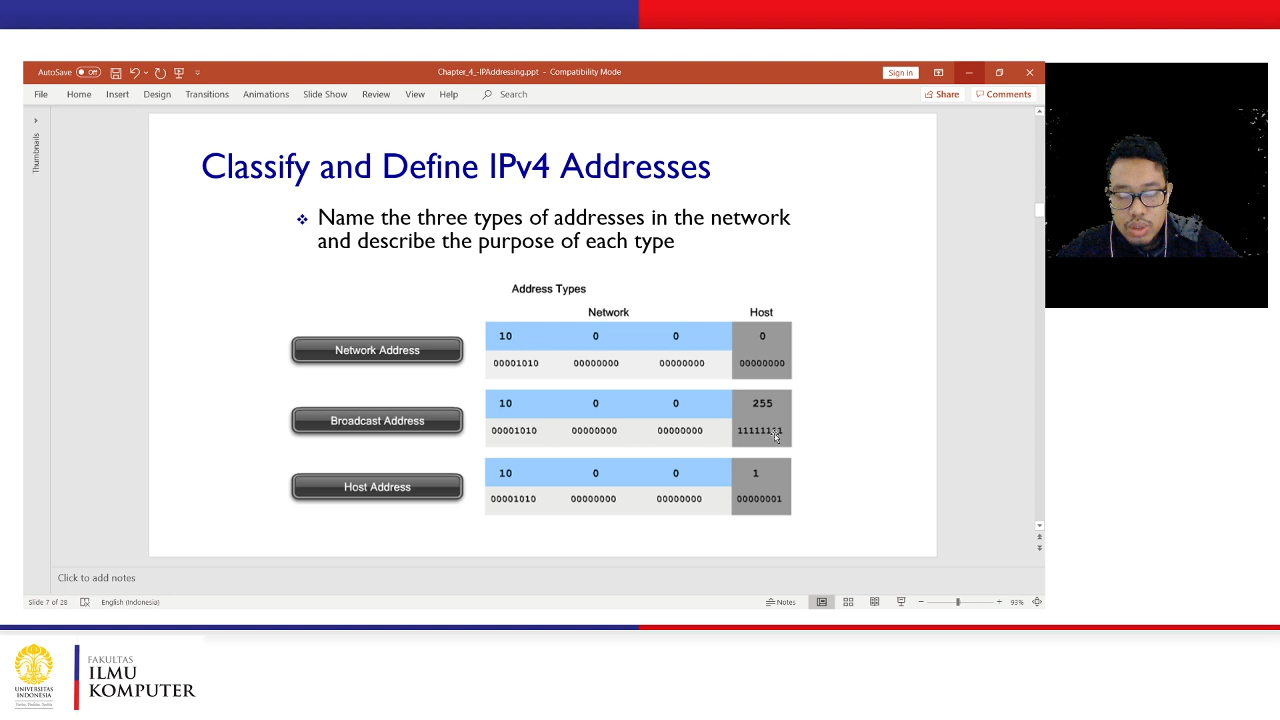 AutoSave Off
Chapter_4_-IPAddressing.ppt - Compatibility Mode
Sign in
File Home Insert Design Transitions Animations Slide Show Review View Help Search
Share Comments
Thumbnails
Classify and Define IPv4 Addresses
Name the three types of addresses in the network
and describe the purpose of each type
Address Types
Network Host
Network Address
10 0 0 0
00001010 00000000 00000000 00000000
Broadcast Address
10 0 0 255
00001010 00000000 00000000 11111111
Host Address
10 0 0 1
00001010 00000000 00000000 00000001
Click to add notes
Slide 7 of 28 English (Indonesia)
Notes 93%
UNIVERSITAS
INDONESIA
FAKULTAS
ILMU
KOMPUTER